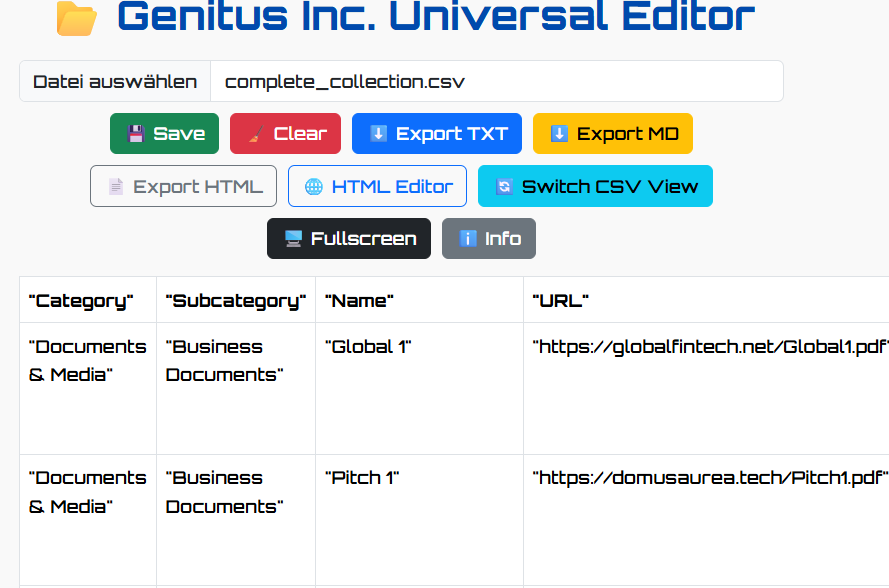 Genitus Inc. Universal Editor
Datei auswählen complete_collection.csv
Save Clear Export TXT Export MD
Export HTML HTML Editor Switch CSV View
Fullscreen Info
"Category" "Subcategory" "Name" "URL"
"Documents "Business "Global 1" "https://globalfintech.net/Global1.pdf"
& Media" Documents"
"Documents "Business "Pitch 1" "https://domusaurea.tech/Pitch1.pdf"
& Media" Documents"